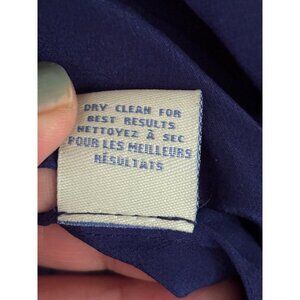 DRY CLEAN FOR
BEST RESULTS
NETTOYEZ À SEC
POUR LES MEILLEURS
RÉSULTATS